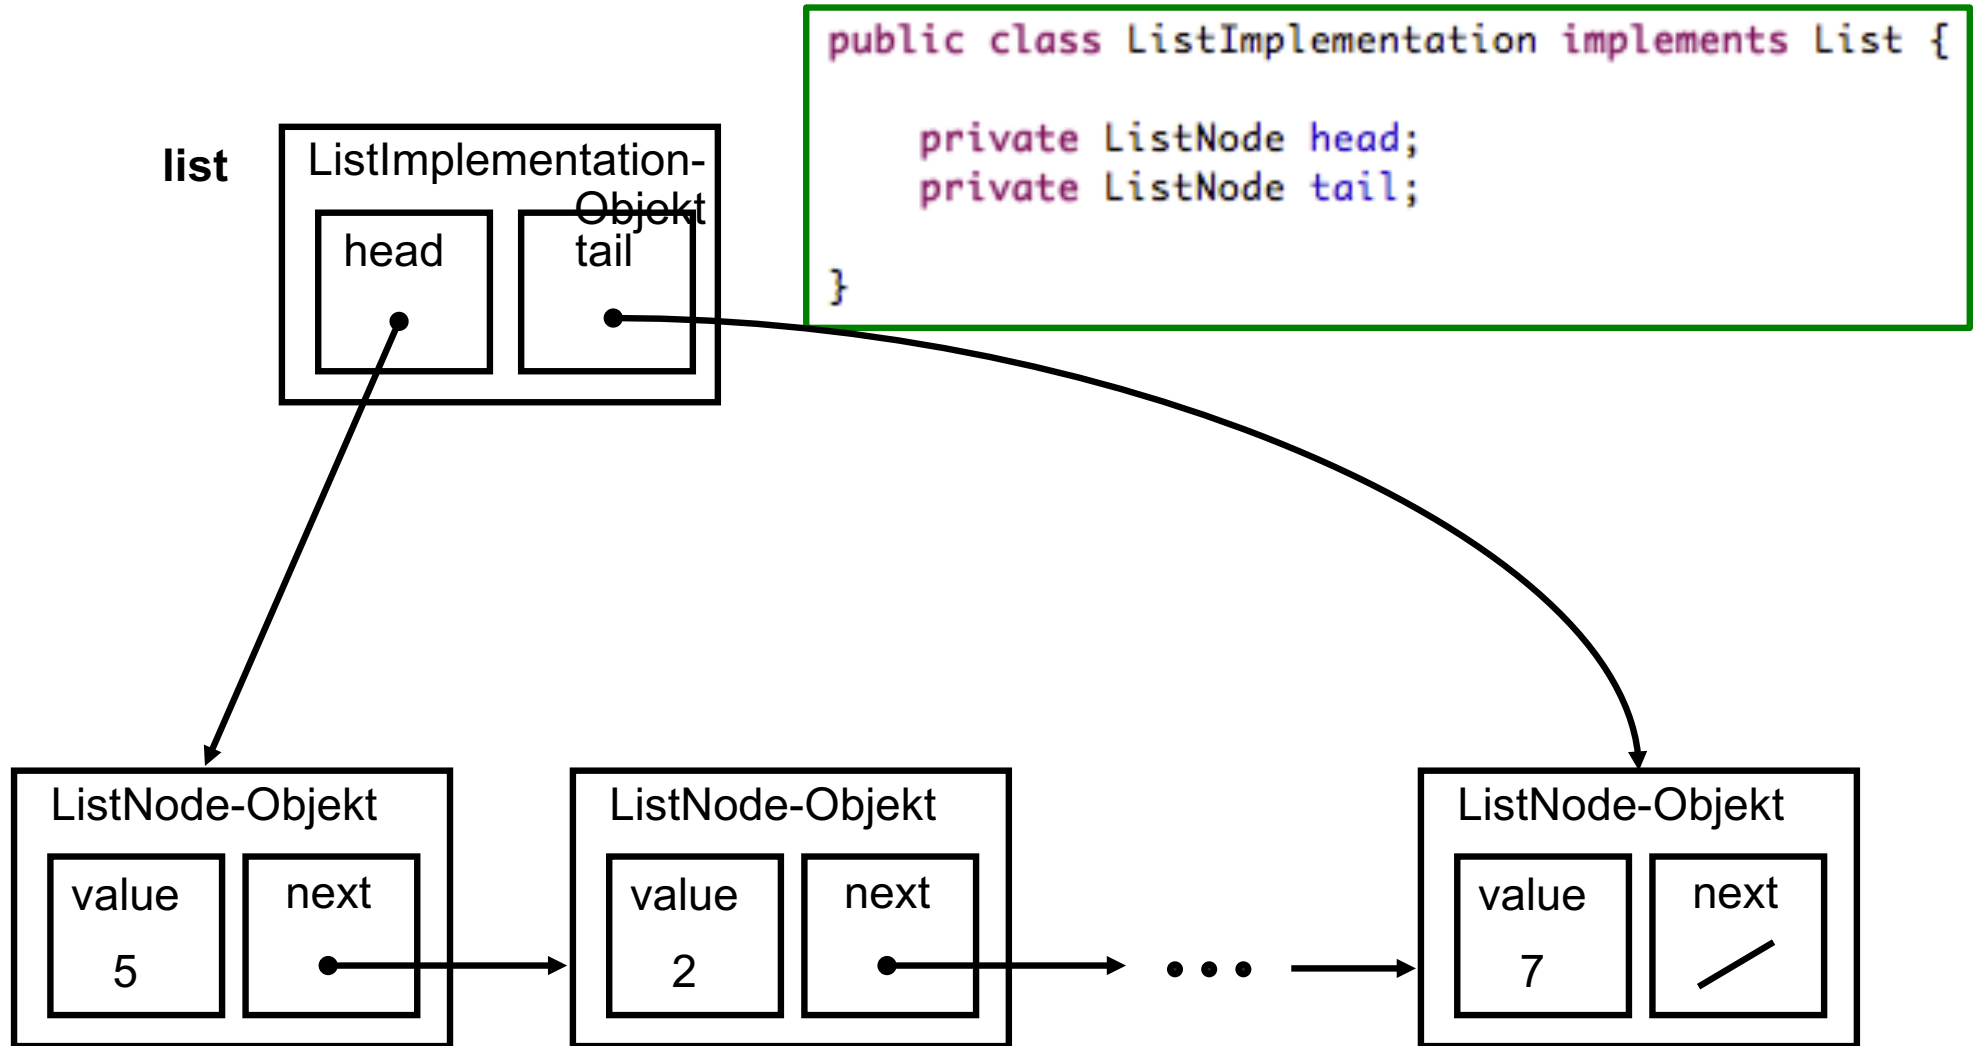 public class ListImplementation implements List {
private ListNode head;
private ListNode tail;
}
list
ListImplementation-
Objekt
head
tail
ListNode-Objekt
value
next
5
ListNode-Objekt
value
next
2
ListNode-Objekt
value
next
7